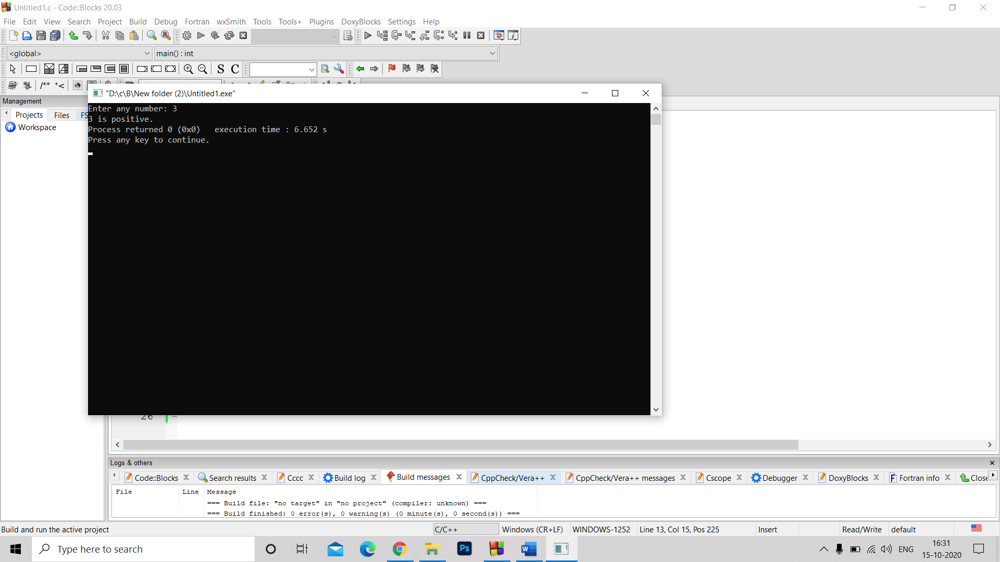 Untitled1.c - Code::Blocks 20.03
File Edit View Search Project Build Debug Fortran wxSmith Tools Tools+ Plugins DoxyBlocks Settings Help
<global> main() : int
S C
/** *<
Management
Projects Files FS
Workspace
"D:\c\B\New folder (2)\Untitled1.exe"
Enter any number: 3
3 is positive.
Process returned 0 (0x0)   execution time : 6.652 s
Press any key to continue.
26
Logs & others
Code::Blocks Search results Cccc Build log Build messages CppCheck/Vera++ CppCheck/Vera++ messages Cscope Debugger DoxyBlocks Fortran info Close
File Line Message
=== Build file: "no target" in "no project" (compiler: unknown) ===
=== Build finished: 0 error(s), 0 warning(s) (0 minute(s), 0 second(s)) ===
Build and run the active project C/C++ Windows (CR+LF) WINDOWS-1252 Line 13, Col 15, Pos 225 Insert Read/Write default
Type here to search Ps W ENG 16:31
15-10-2020